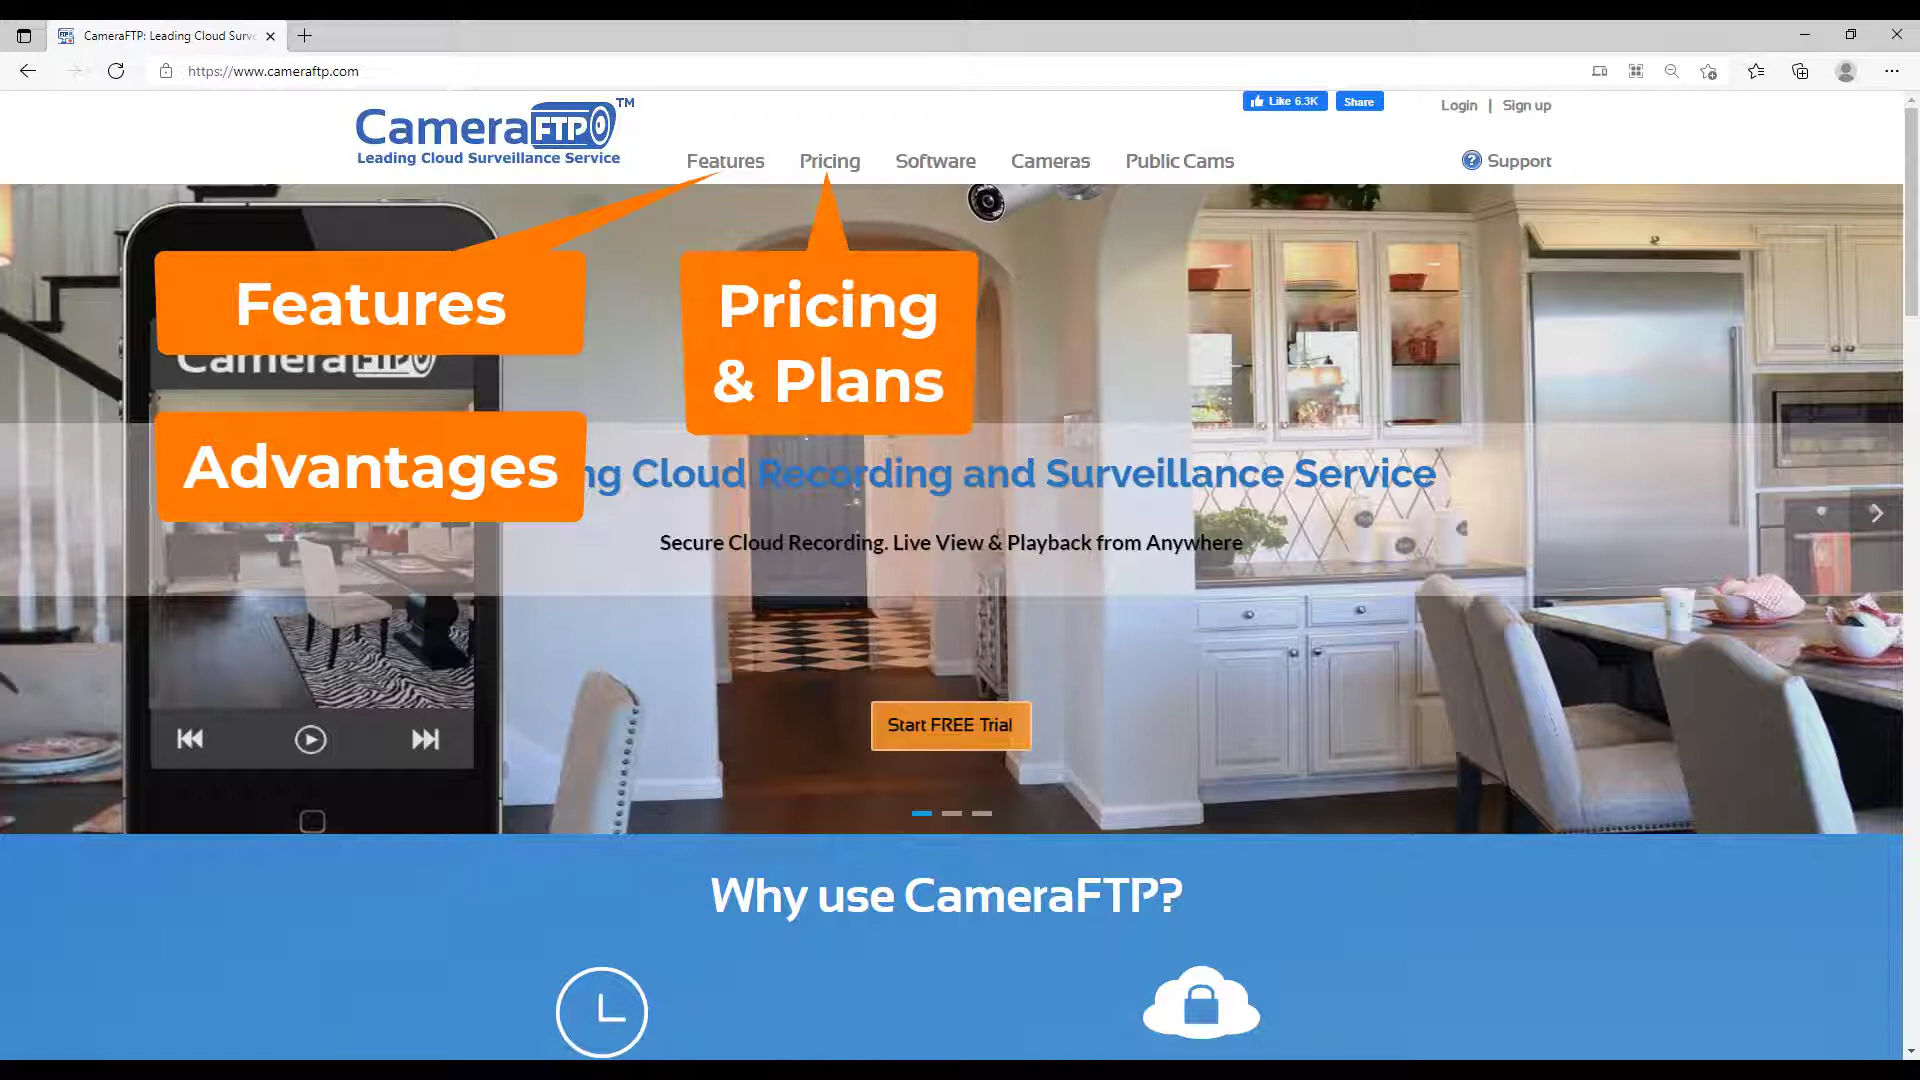 CameraFTP: Leading Cloud Surve
https://www.cameraftp.com
CameraFTP™
Leading Cloud Surveillance Service
Like 6.3K
Share
Login | Sign up
Features
Pricing
Software
Cameras
Public Cams
Support
Features
Pricing
& Plans
CameraFTP
Advantages
ng Cloud Recording and Surveillance Service
Secure Cloud Recording. Live View & Playback from Anywhere
Start FREE Trial
Why use CameraFTP?